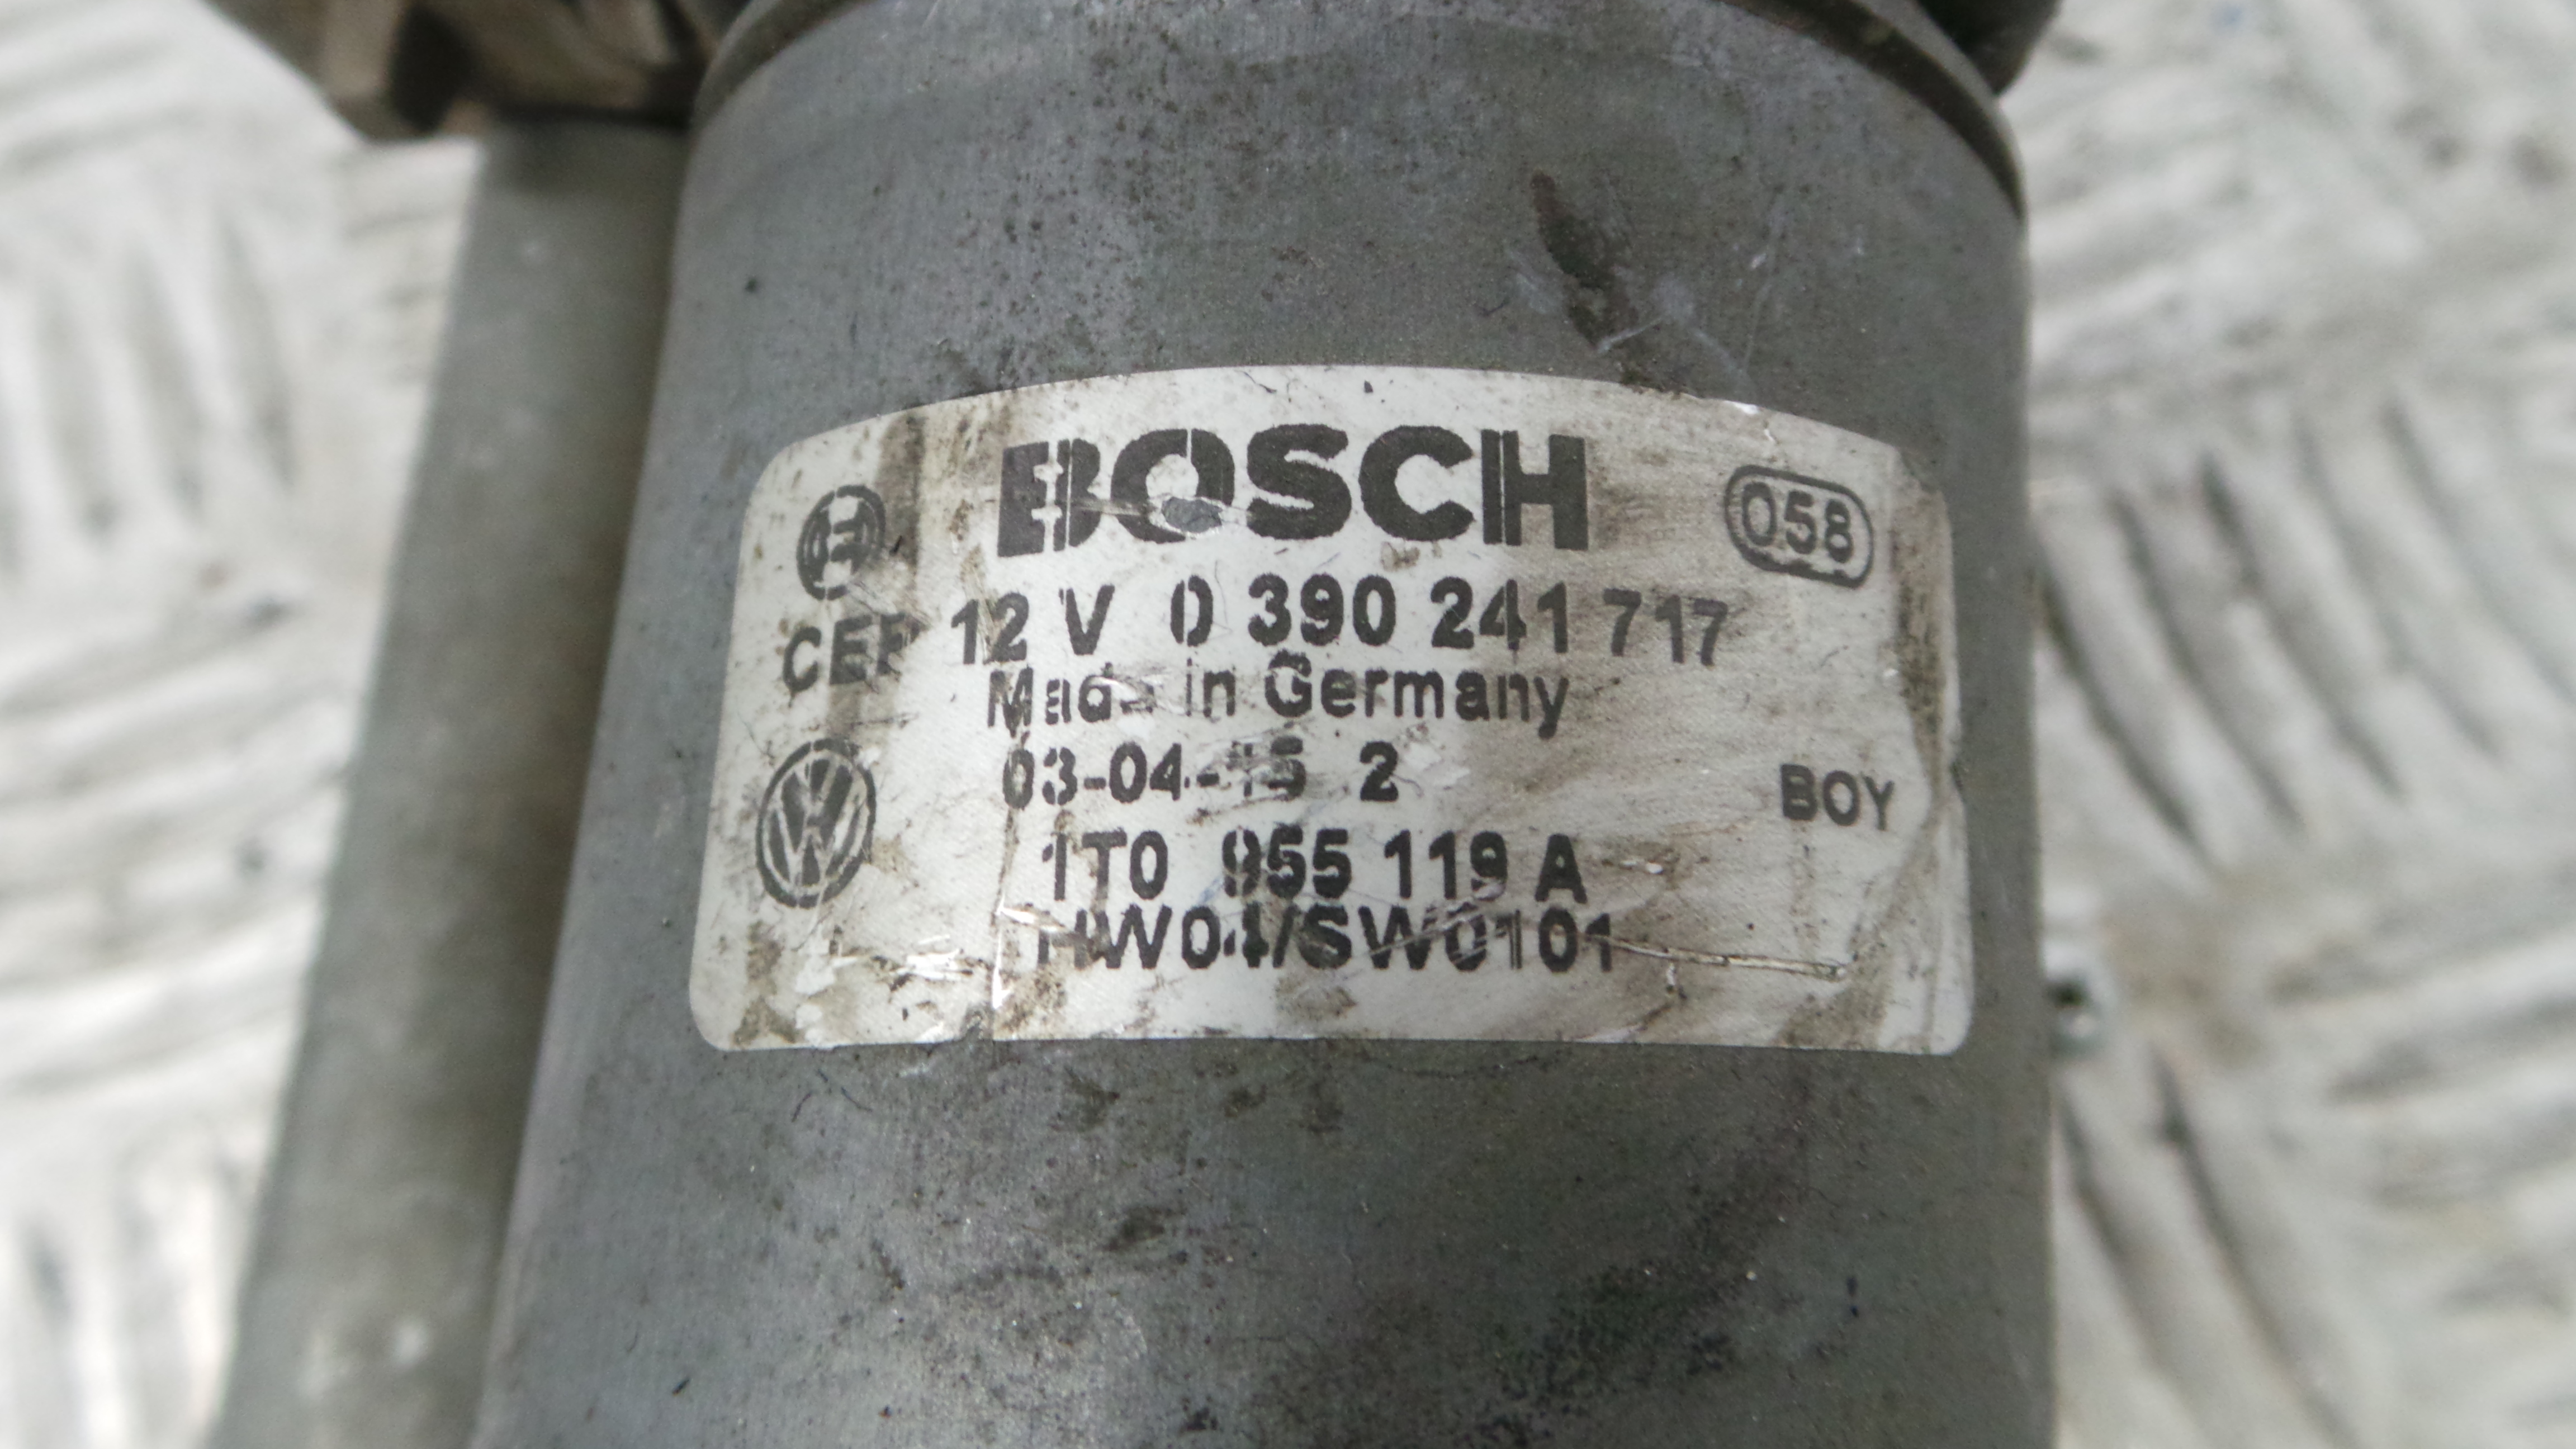 BOSCH 058
CEP 12 V 0 390 241 717
Made in Germany
03-04-15 2
BOY
1T0 955 119 A
HW04/SW0101